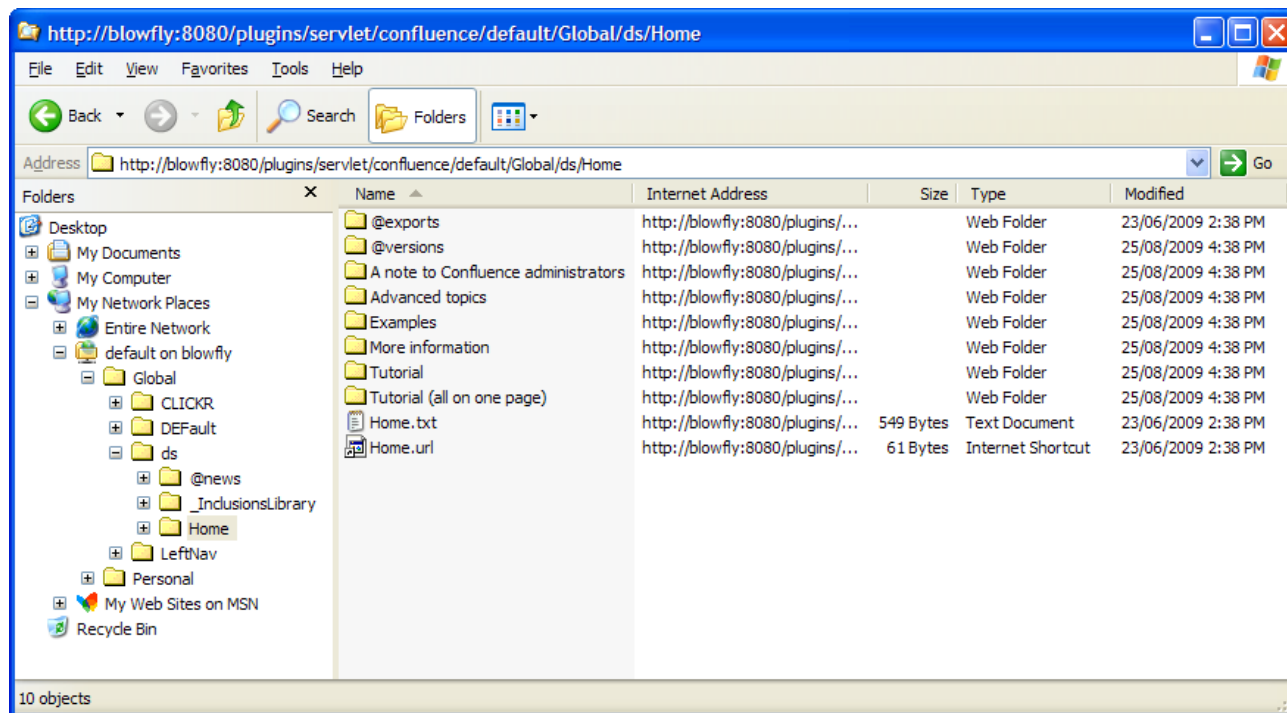 http://blowfly:8080/plugins/servlet/confluence/default/Global/ds/Home
File Edit View Favorites Tools Help
Back Search Folders
Address http://blowfly:8080/plugins/servlet/confluence/default/Global/ds/Home Go
Folders X Name Internet Address Size Type Modified
Desktop
My Documents
My Computer
My Network Places
Entire Network
default on blowfly
Global
CLICKR
DEFault
ds
@news
_InclusionsLibrary
Home
LeftNav
Personal
My Web Sites on MSN
Recycle Bin
@exports http://blowfly:8080/plugins/... Web Folder 23/06/2009 2:38 PM
@versions http://blowfly:8080/plugins/... Web Folder 25/08/2009 4:38 PM
A note to Confluence administrators http://blowfly:8080/plugins/... Web Folder 25/08/2009 4:38 PM
Advanced topics http://blowfly:8080/plugins/... Web Folder 25/08/2009 4:38 PM
Examples http://blowfly:8080/plugins/... Web Folder 25/08/2009 4:38 PM
More information http://blowfly:8080/plugins/... Web Folder 25/08/2009 4:38 PM
Tutorial http://blowfly:8080/plugins/... Web Folder 25/08/2009 4:38 PM
Tutorial (all on one page) http://blowfly:8080/plugins/... Web Folder 25/08/2009 4:38 PM
Home.txt http://blowfly:8080/plugins/... 549 Bytes Text Document 23/06/2009 2:38 PM
Home.url http://blowfly:8080/plugins/... 61 Bytes Internet Shortcut 23/06/2009 2:38 PM
10 objects